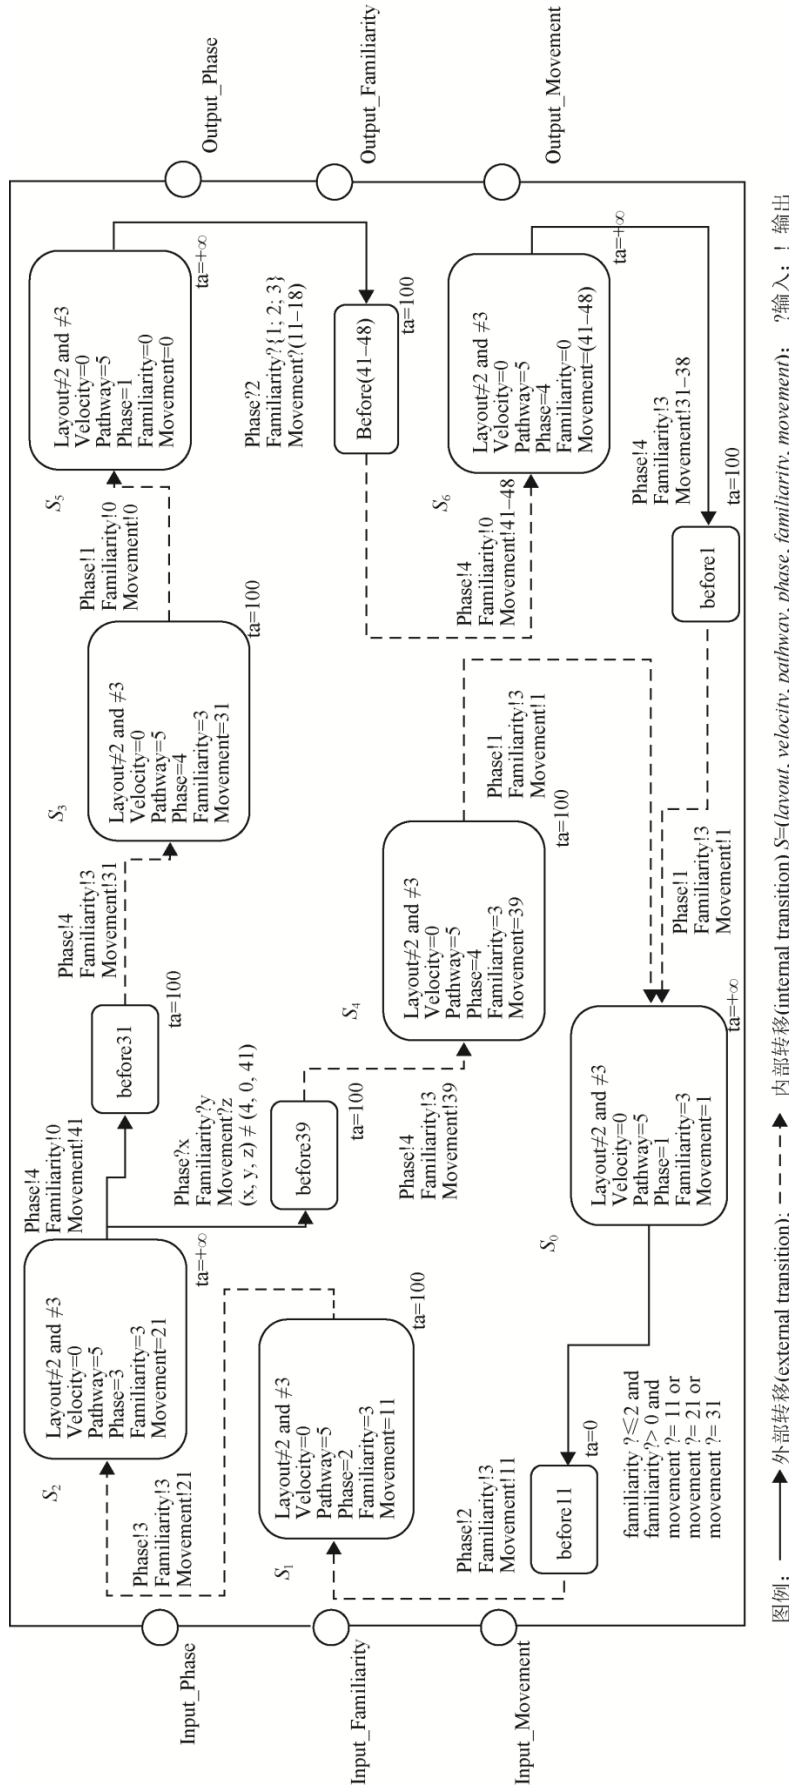 Input_Phase
Input_Familiarity
Input_Movement
Output_Phase
Output_Familiarity
Output_Movement
S₂
Layout≠2 and ≠3
Velocity=0
Pathway=5
Phase=3
Familiarity=3
Movement=21
ta=+∞
Phase!3
Familiarity!3
Movement!21
S₁
Layout≠2 and ≠3
Velocity=0
Pathway=5
Phase=2
Familiarity=3
Movement=11
ta=100
Phase!2
Familiarity!3
Movement!11
before11
ta=0
familiarity ?≤2 and
familiarity?> 0 and
movement ?= 11 or
movement ?= 21 or
movement ?= 31
Phase!4
Familiarity!0
Movement!41
before31
ta=100
Phase?x
Familiarity?y
Movement?z
(x, y, z) ≠ (4, 0, 41)
before39
ta=100
Phase!4
Familiarity!3
Movement!31
Phase!4
Familiarity!3
Movement!39
S₀
Layout≠2 and ≠3
Velocity=0
Pathway=5
Phase=1
Familiarity=3
Movement=1
ta=+∞
S₃
Layout≠2 and ≠3
Velocity=0
Pathway=5
Phase=4
Familiarity=3
Movement=31
ta=100
S₄
Layout≠2 and ≠3
Velocity=0
Pathway=5
Phase=4
Familiarity=3
Movement=39
ta=100
Phase!1
Familiarity!3
Movement!1
Phase!1
Familiarity!3
Movement!1
Phase!1
Familiarity!0
Movement!0
S₅
Layout≠2 and ≠3
Velocity=0
Pathway=5
Phase=1
Familiarity=0
Movement=0
ta=+∞
Phase?2
Familiarity?{1; 2; 3}
Movement?(11–18)
Before(41–48)
ta=100
Phase!4
Familiarity!0
Movement!41–48
S₆
Layout≠2 and ≠3
Velocity=0
Pathway=5
Phase=4
Familiarity=0
Movement=(41–48)
ta=+∞
Phase!4
Familiarity!3
Movement!31–38
before1
ta=100
图例： 外部转移(external transition); 内部转移(internal transition) S=(layout, velocity, pathway, phase, familiarity, movement); ?输入; ! 输出